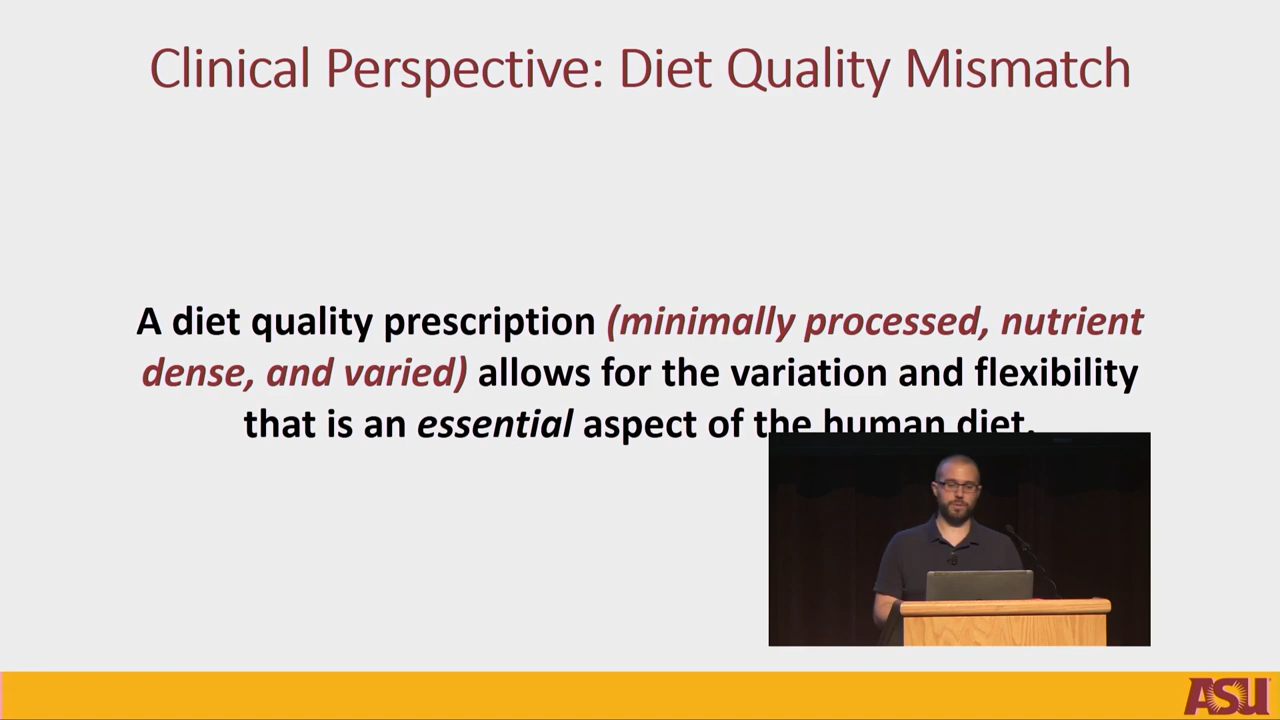 Clinical Perspective: Diet Quality Mismatch
A diet quality prescription (minimally processed, nutrient
dense, and varied) allows for the variation and flexibility
that is an essential aspect of the human diet.
ASU